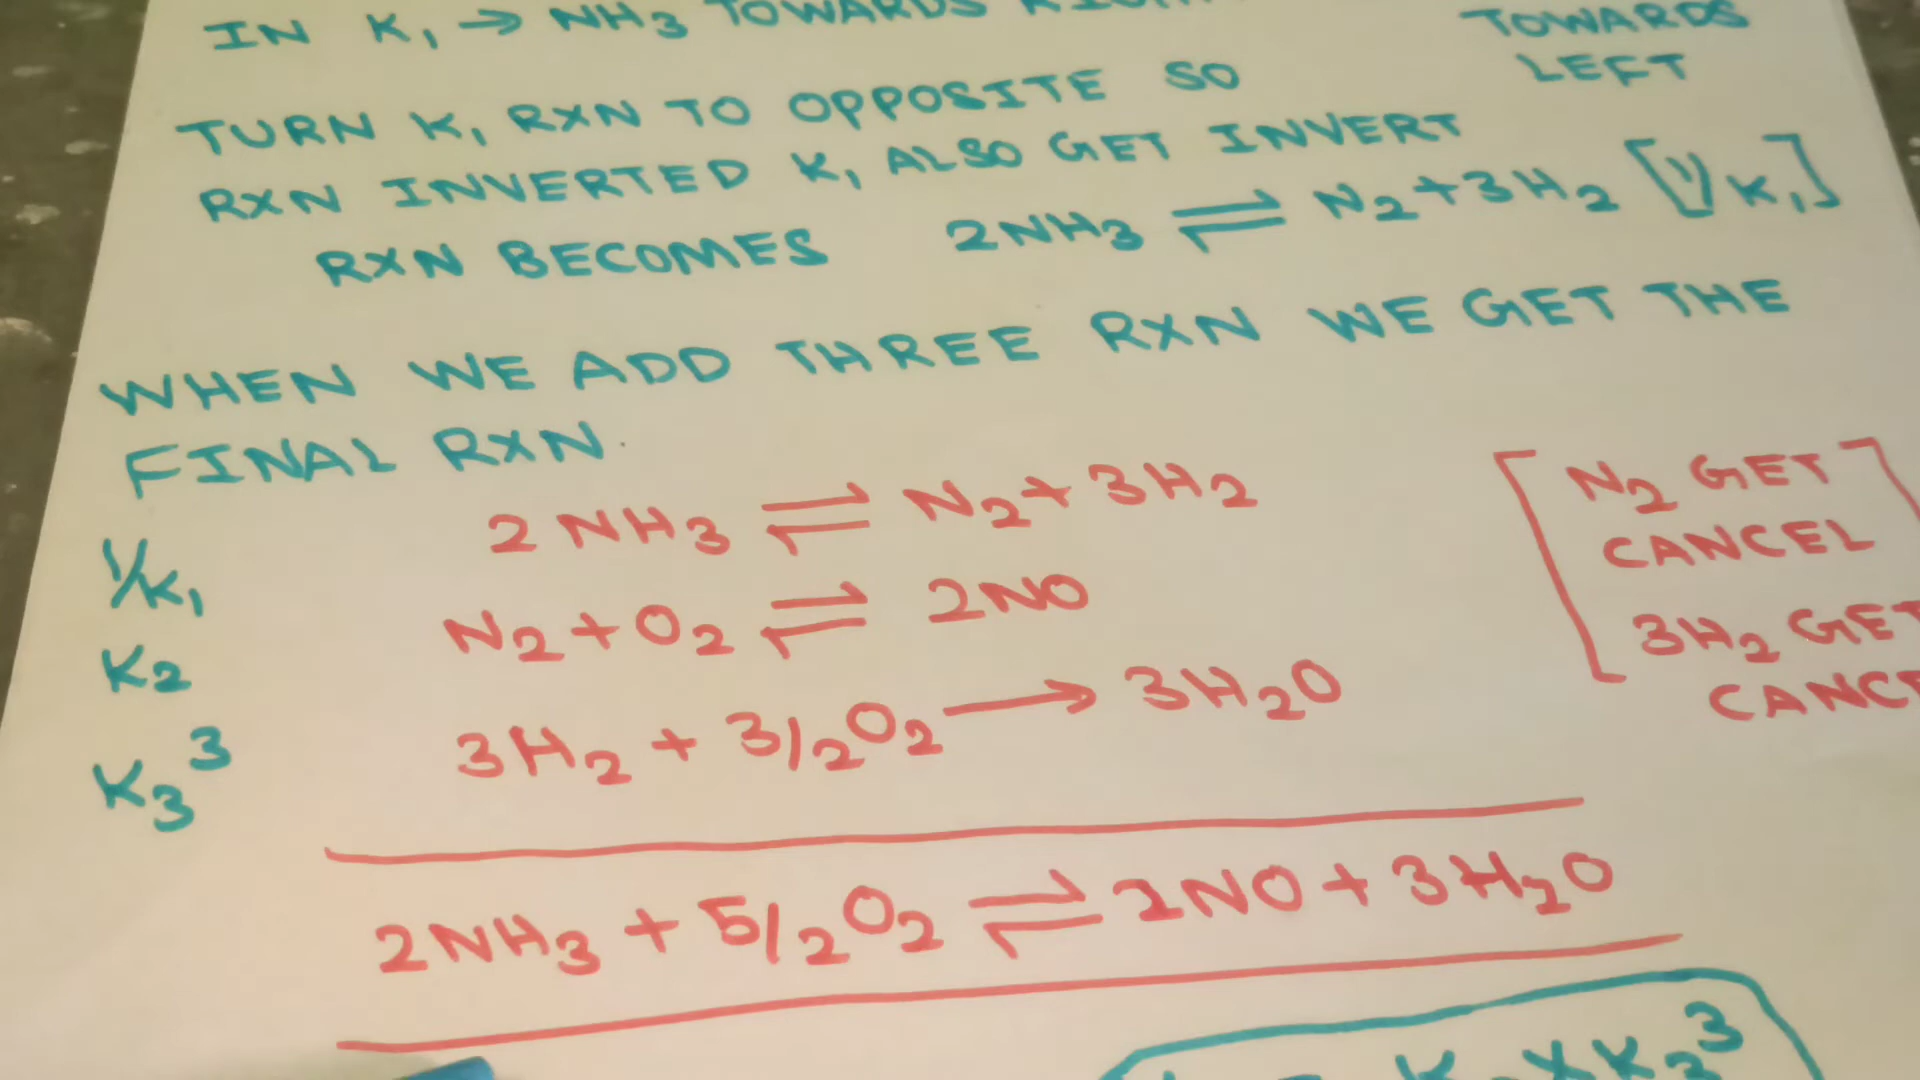 IN K₁ → NH₃ TOWARDS
TOWARDS
LEFT
TURN K₁ RXN TO OPPOSITE SO
RXN INVERTED K₁ ALSO GET INVERT
RXN BECOMES 2NH₃ ⇌ N₂+3H₂ [1/K₁]
WHEN WE ADD THREE RXN WE GET THE
FINAL RXN.
1/K₁ 2NH₃ ⇌ N₂+3H₂
K₂ N₂+O₂ ⇌ 2NO
K₃³ 3H₂+3/2O₂ → 3H₂O
[N₂ GET
CANCEL
3H₂ GET
2NH₃+5/2O₂ ⇌ 2NO+3H₂O